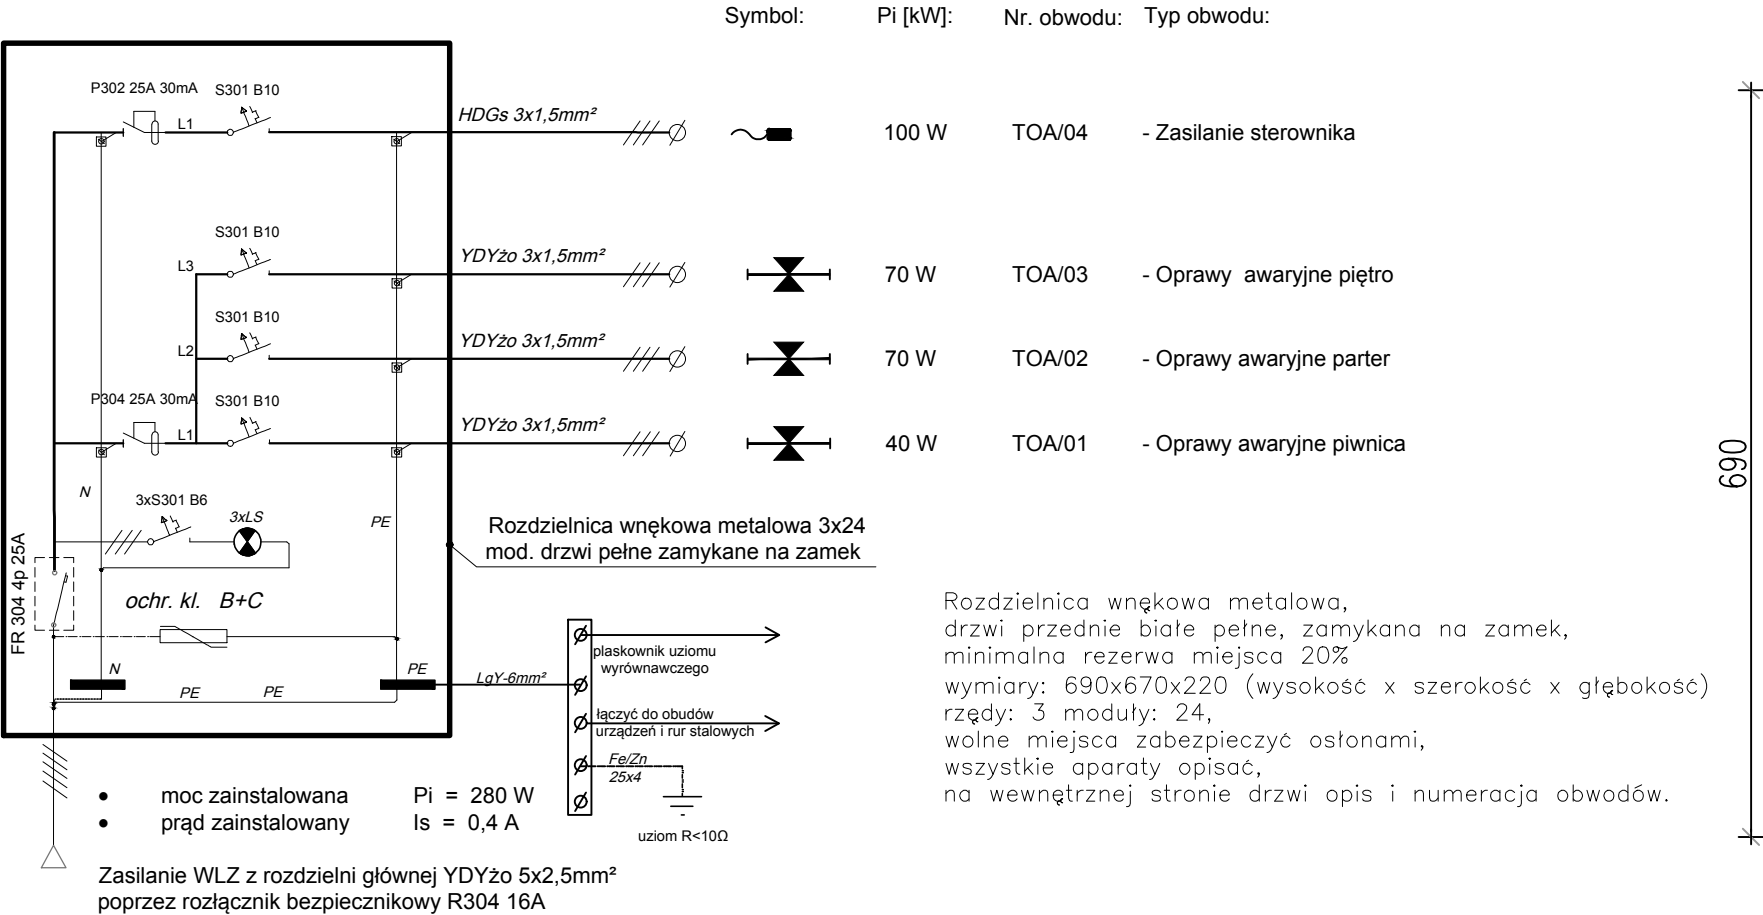 Symbol: Pi [kW]: Nr. obwodu: Typ obwodu:
P302 25A 30mA S301 B10
L1
HDGs 3x1,5mm²
100 W TOA/04 - Zasilanie sterownika
S301 B10
L3
YDYżo 3x1,5mm²
70 W TOA/03 - Oprawy awaryjne piętro
S301 B10
L2
YDYżo 3x1,5mm²
70 W TOA/02 - Oprawy awaryjne parter
P304 25A 30mA S301 B10
L1
YDYżo 3x1,5mm²
40 W TOA/01 - Oprawy awaryjne piwnica
690
N
3xS301 B6
3xLS
PE
Rozdzielnica wnękowa metalowa 3x24
mod. drzwi pełne zamykane na zamek
FR 304 4p 25A
ochr. kl. B+C
N
PE
PE PE
LgY-6mm²
plaskownik uziomu
wyrównawczego
łączyć do obudów
urządzeń i rur stalowych
Fe/Zn
25x4
uziom R<10Ω
Rozdzielnica wnękowa metalowa,
drzwi przednie białe pełne, zamykana na zamek,
minimalna rezerwa miejsca 20%
wymiary: 690x670x220 (wysokość x szerokość x głębokość)
rzędy: 3 moduły: 24,
wolne miejsca zabezpieczyć osłonami,
wszystkie aparaty opisać,
na wewnętrznej stronie drzwi opis i numeracja obwodów.
• moc zainstalowana Pi = 280 W
• prąd zainstalowany Is = 0,4 A
Zasilanie WLZ z rozdzielni głównej YDYżo 5x2,5mm²
poprzez rozłącznik bezpiecznikowy R304 16A